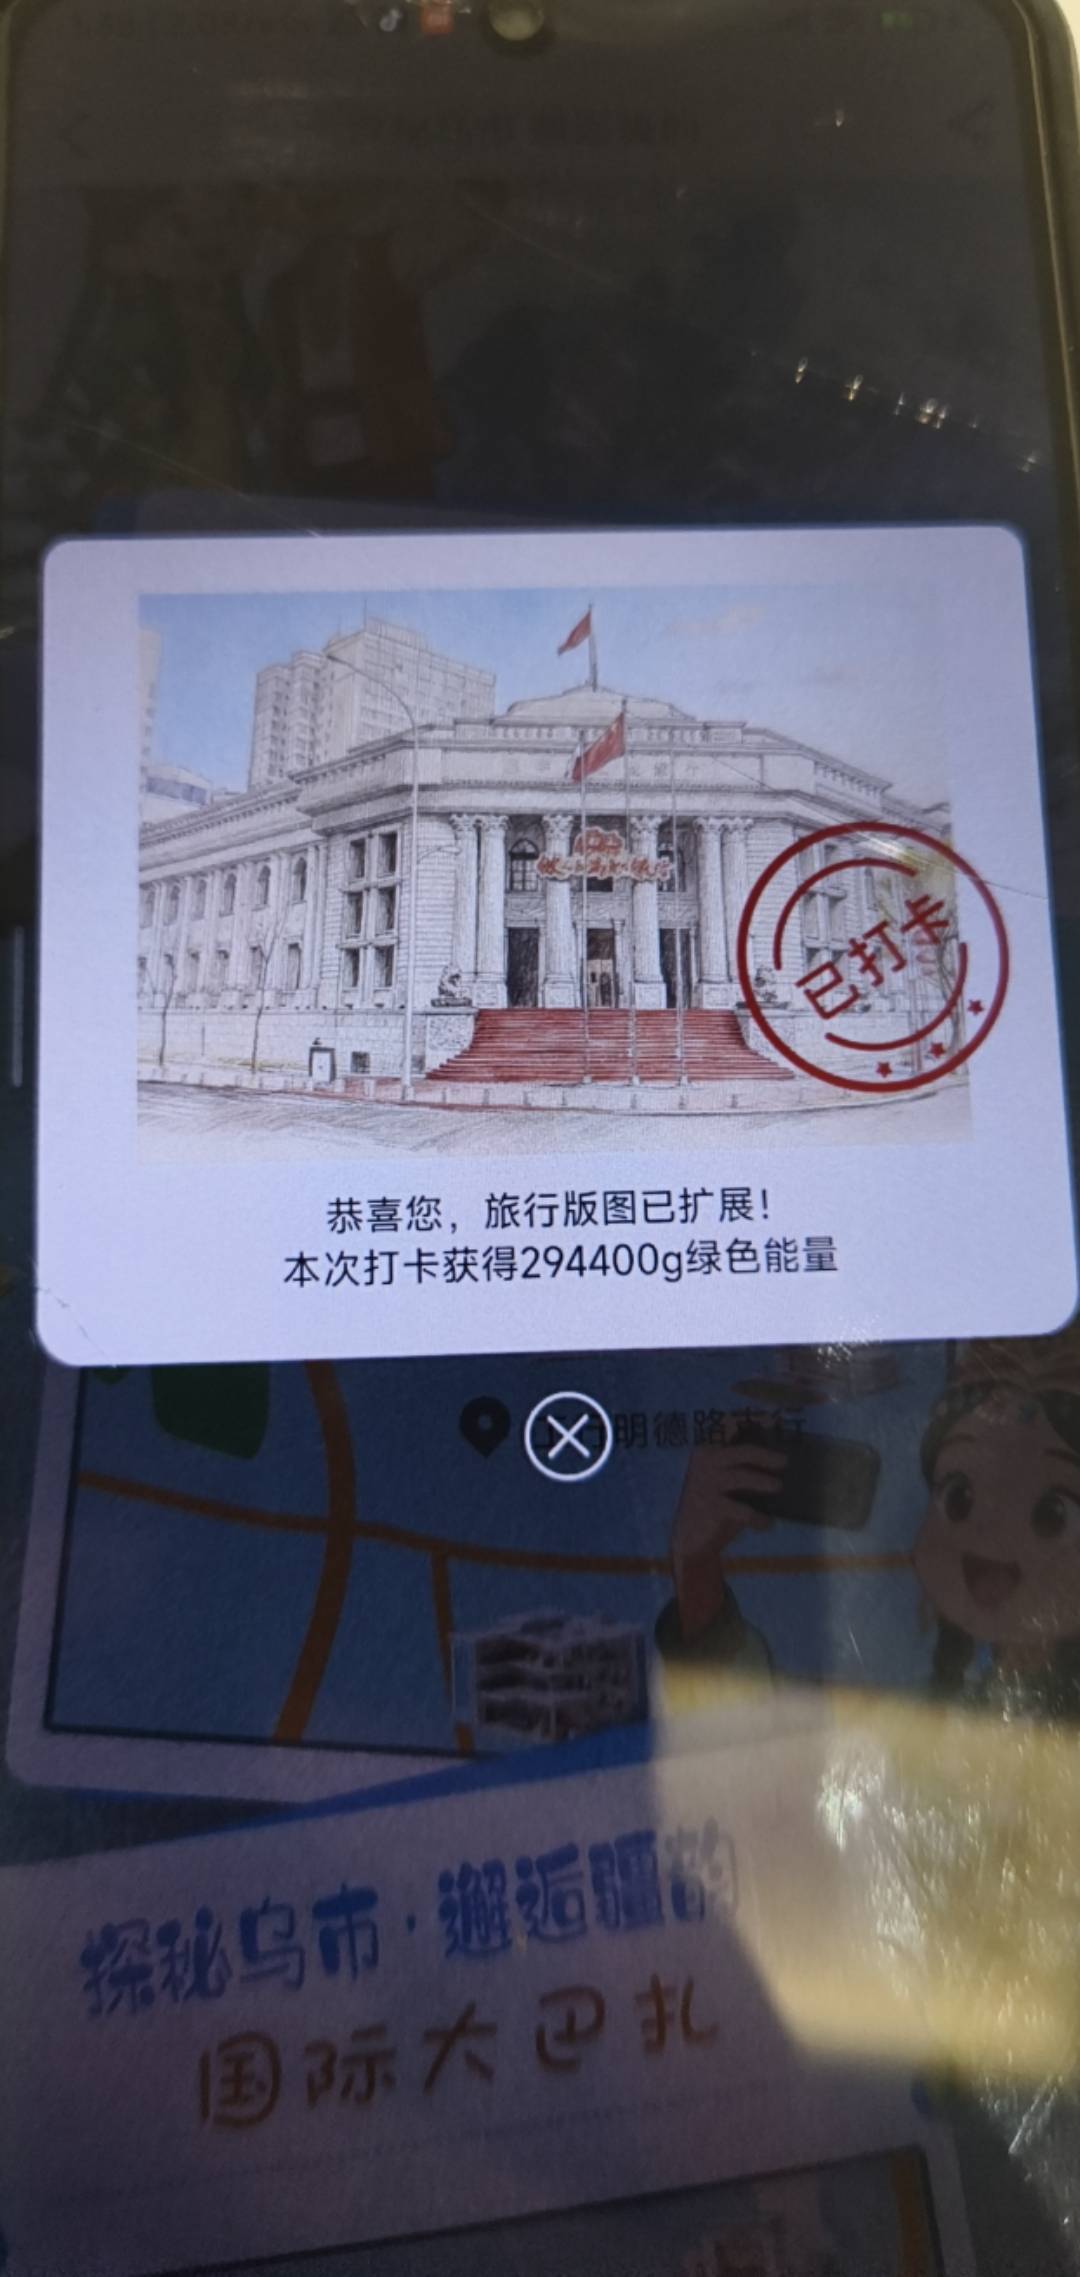 已打卡
恭喜您，旅行版图已扩展！
本次打卡获得294400g绿色能量
明德路支行
探秘乌市·邂逅疆韵
国际大巴扎